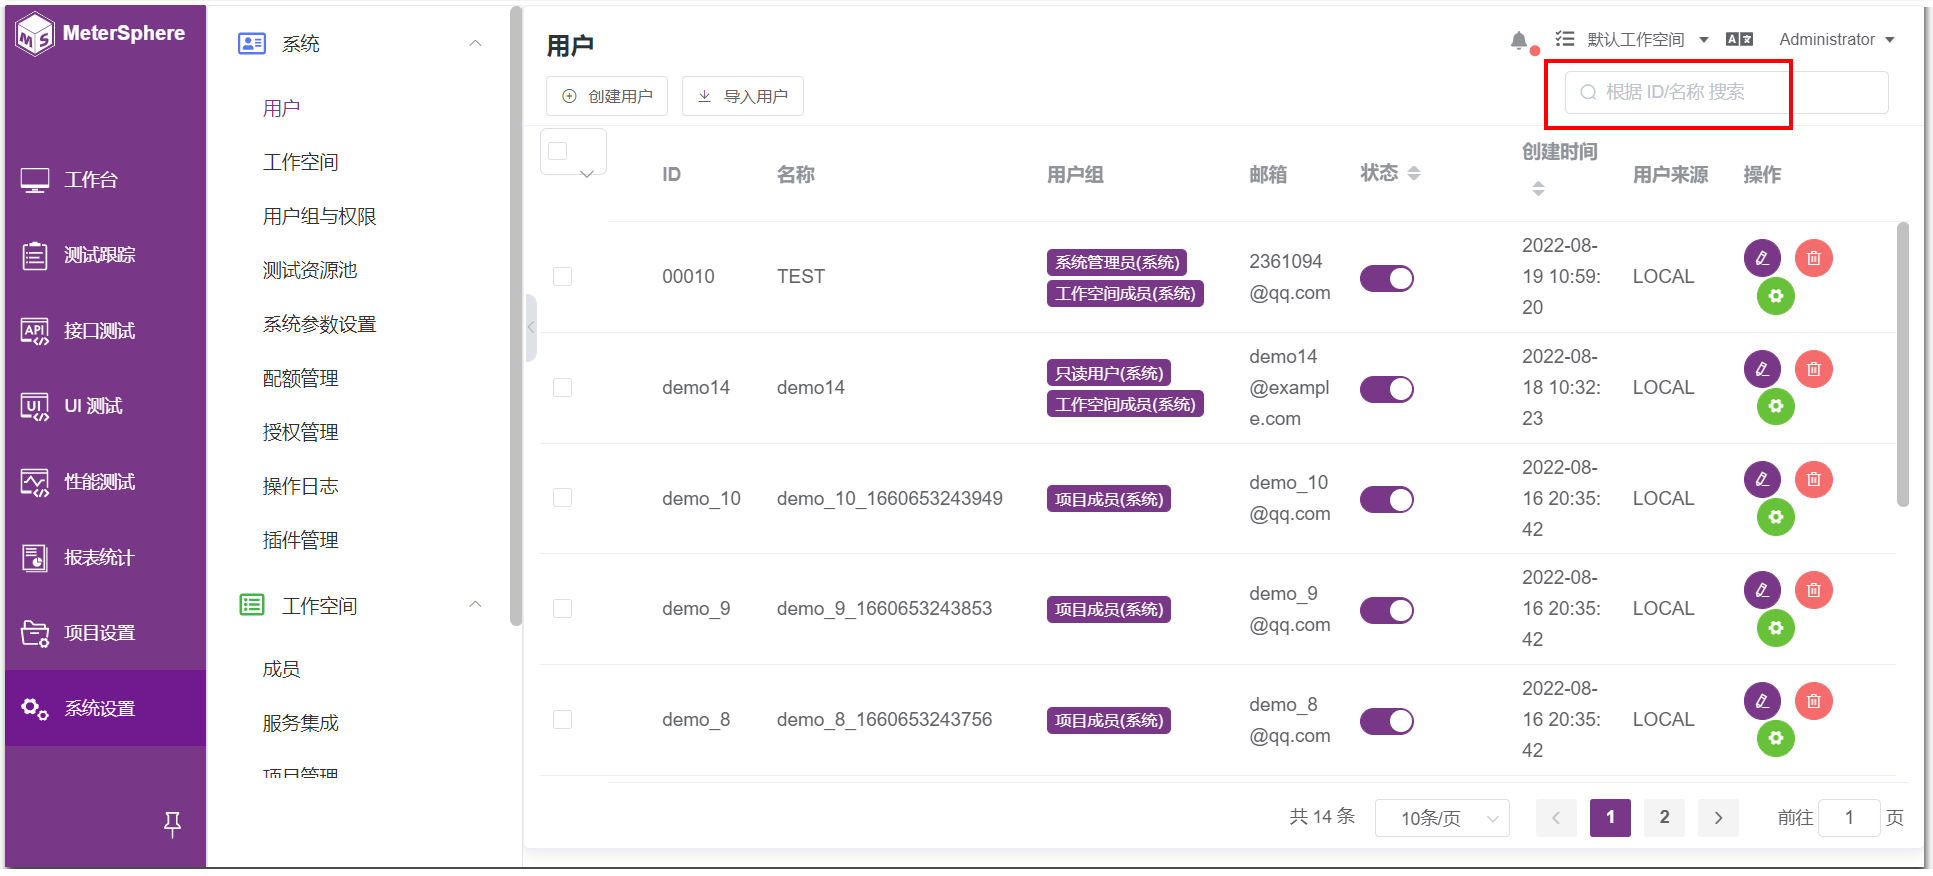 MeterSphere
工作台
测试跟踪
接口测试
UI 测试
性能测试
报表统计
项目设置
系统设置
系统
用户
工作空间
用户组与权限
测试资源池
系统参数设置
配额管理
授权管理
操作日志
插件管理
工作空间
成员
服务集成
项目管理
用户
默认工作空间
Administrator
创建用户
导入用户
根据 ID/名称 搜索
ID 名称 用户组 邮箱 状态 创建时间 用户来源 操作
00010 TEST 系统管理员(系统) 工作空间成员(系统) 2361094@qq.com 2022-08-19 10:59:20 LOCAL
demo14 demo14 只读用户(系统) 工作空间成员(系统) demo14@example.com 2022-08-18 10:32:23 LOCAL
demo_10 demo_10_1660653243949 项目成员(系统) demo_10@qq.com 2022-08-16 20:35:42 LOCAL
demo_9 demo_9_1660653243853 项目成员(系统) demo_9@qq.com 2022-08-16 20:35:42 LOCAL
demo_8 demo_8_1660653243756 项目成员(系统) demo_8@qq.com 2022-08-16 20:35:42 LOCAL
共 14 条 10条/页 1 2 前往 1 页